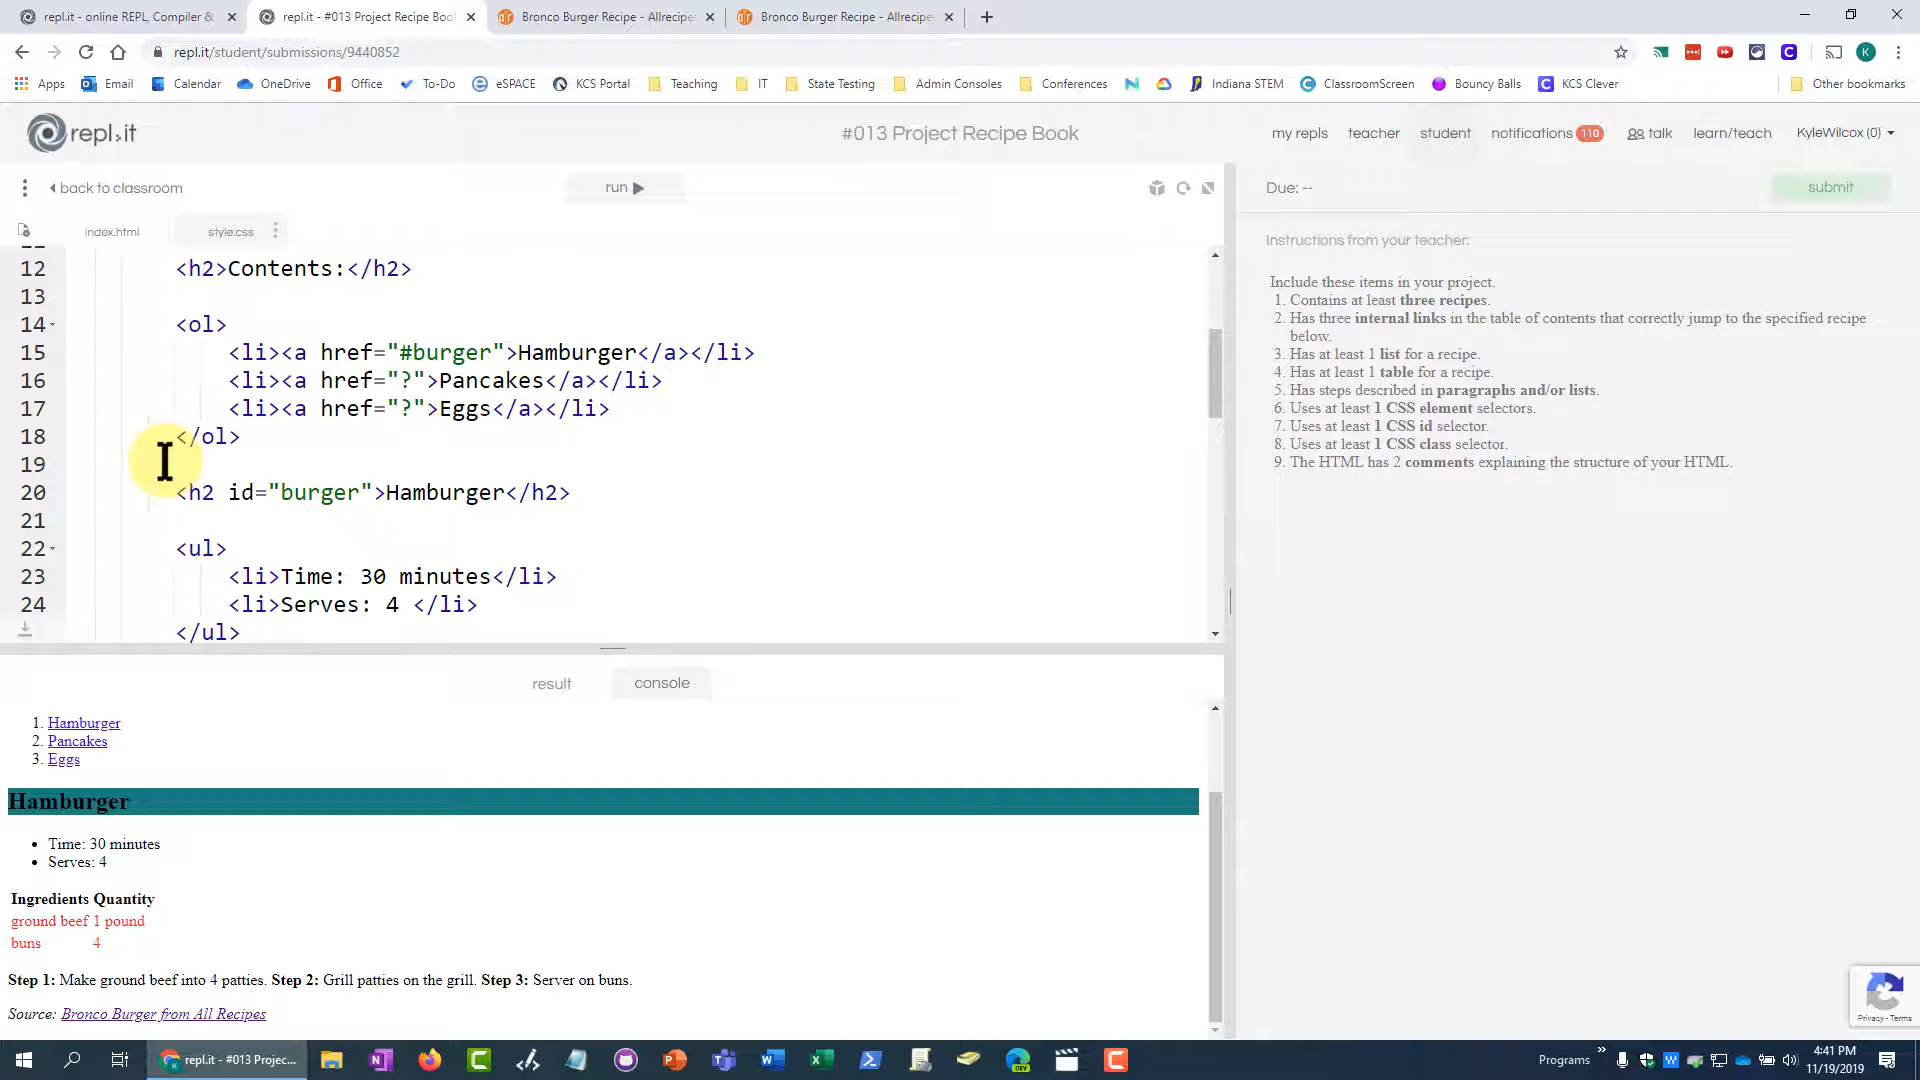 repl.it - online REPL, Compiler &
repl.it - #013 Project Recipe Boo
Bronco Burger Recipe - Allrecipe
Bronco Burger Recipe - Allrecipe
repl.it/student/submissions/9440852
K
Apps Email Calendar OneDrive Office To-Do eSPACE KCS Portal Teaching IT State Testing Admin Consoles Conferences Indiana STEM ClassroomScreen Bouncy Balls KCS Clever Other bookmarks
repl.it
#013 Project Recipe Book
my repls teacher student notifications 110 talk learn/teach KyleWilcox (0)
back to classroom
run
Due: --
submit
index.html style.css
Instructions from your teacher:
Include these items in your project.
1. Contains at least three recipes.
2. Has three internal links in the table of contents that correctly jump to the specified recipe
below.
3. Has at least 1 list for a recipe.
4. Has at least 1 table for a recipe.
5. Has steps described in paragraphs and/or lists.
6. Uses at least 1 CSS element selectors.
7. Uses at least 1 CSS id selector.
8. Uses at least 1 CSS class selector.
9. The HTML has 2 comments explaining the structure of your HTML.
12 <h2>Contents:</h2>
13
14 <ol>
15 <li><a href="#burger">Hamburger</a></li>
16 <li><a href="?">Pancakes</a></li>
17 <li><a href="?">Eggs</a></li>
18 </ol>
19
20 <h2 id="burger">Hamburger</h2>
21
22 <ul>
23 <li>Time: 30 minutes</li>
24 <li>Serves: 4 </li>
</ul>
result console
1. Hamburger
2. Pancakes
3. Eggs
Hamburger
• Time: 30 minutes
• Serves: 4
Ingredients Quantity
ground beef 1 pound
buns 4
Step 1: Make ground beef into 4 patties. Step 2: Grill patties on the grill. Step 3: Server on buns.
Source: Bronco Burger from All Recipes
Privacy - Terms
repl.it - #013 Projec...
Programs
4:41 PM
11/19/2019